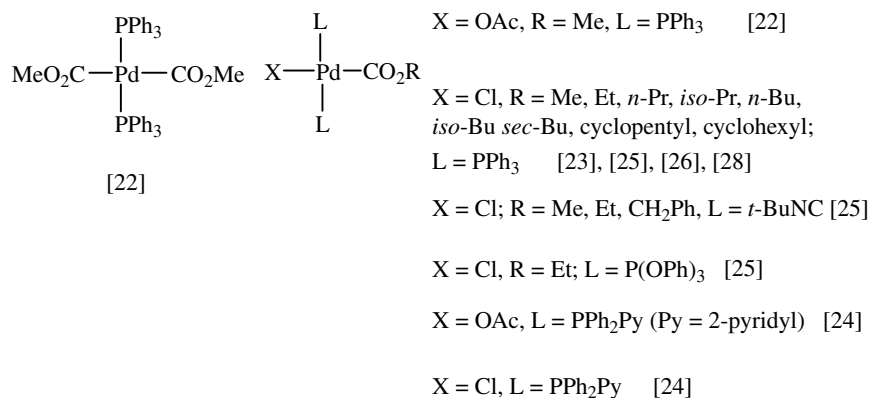 PPh3
MeO2C—Pd—CO2Me
PPh3
[22]
L
X—Pd—CO2R
L
X = OAc, R = Me, L = PPh3 [22]
X = Cl, R = Me, Et, n-Pr, iso-Pr, n-Bu,
iso-Bu sec-Bu, cyclopentyl, cyclohexyl;
L = PPh3 [23], [25], [26], [28]
X = Cl; R = Me, Et, CH2Ph, L = t-BuNC [25]
X = Cl, R = Et; L = P(OPh)3 [25]
X = OAc, L = PPh2Py (Py = 2-pyridyl) [24]
X = Cl, L = PPh2Py [24]